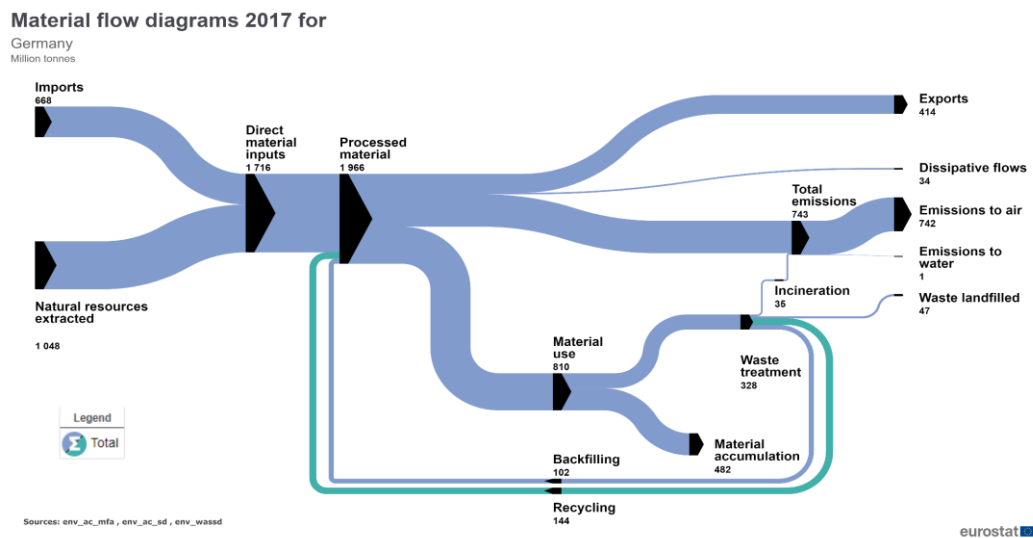 Material flow diagrams 2017 for
Germany
Million tonnes
Imports
668
Exports
414
Direct
material
inputs
1 716
Processed
material
1 966
Dissipative flows
34
Total
emissions
743
Emissions to air
742
Emissions to
water
1
Natural resources
extracted
1 048
Incineration
35
Waste landfilled
47
Material
use
810
Waste
treatment
328
Legend
Σ
Total
Material
accumulation
482
Backfilling
102
Recycling
144
Sources: env_ac_mfa , env_ac_sd , env_wassd
eurostat